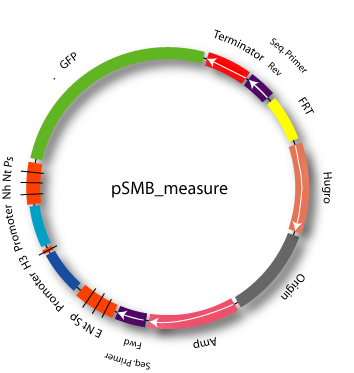 GFP
Terminator
Seq.Primer
Rev
FRT
Hugro
Origin
Amp
Fwd
Seq.Primer
E Nt Sp
Promoter
H3
Promoter
Nh Nt Ps
pSMB_measure